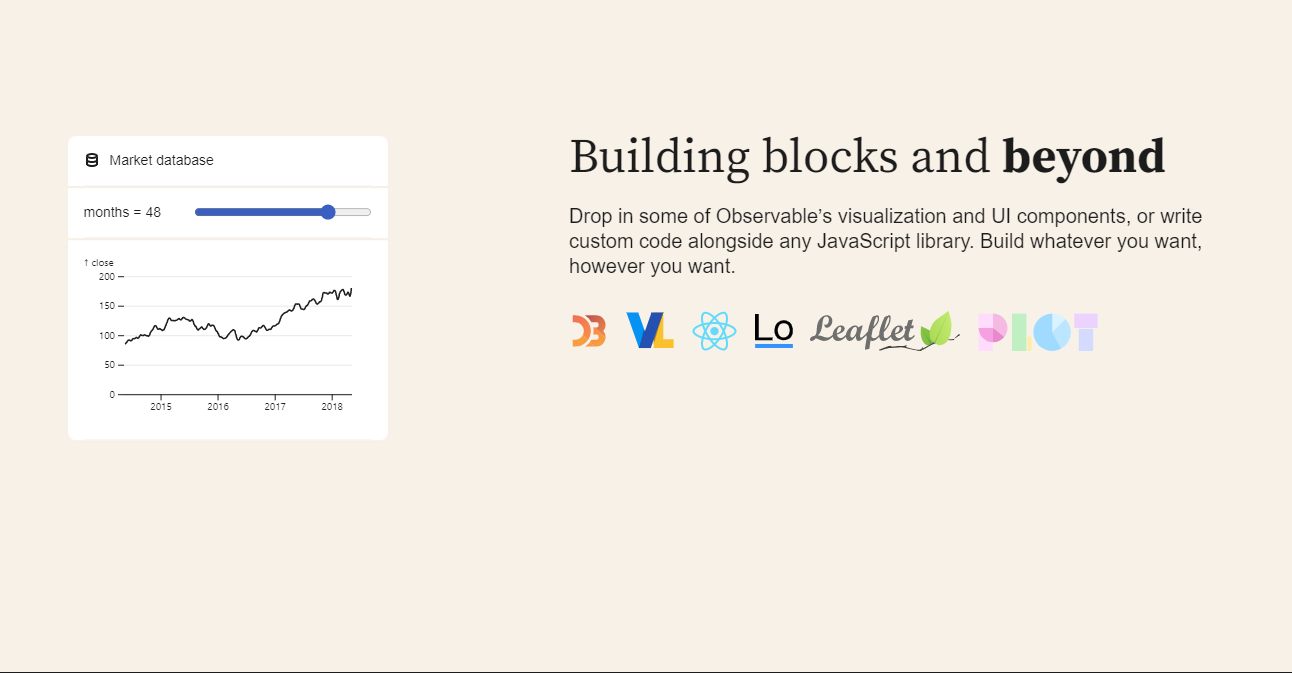 Market database
months = 48
↑ close
200
150
100
50
0
2015 2016 2017 2018
Building blocks and beyond
Drop in some of Observable’s visualization and UI components, or write
custom code alongside any JavaScript library. Build whatever you want,
however you want.
D3 VL Lo Leaflet PLOT